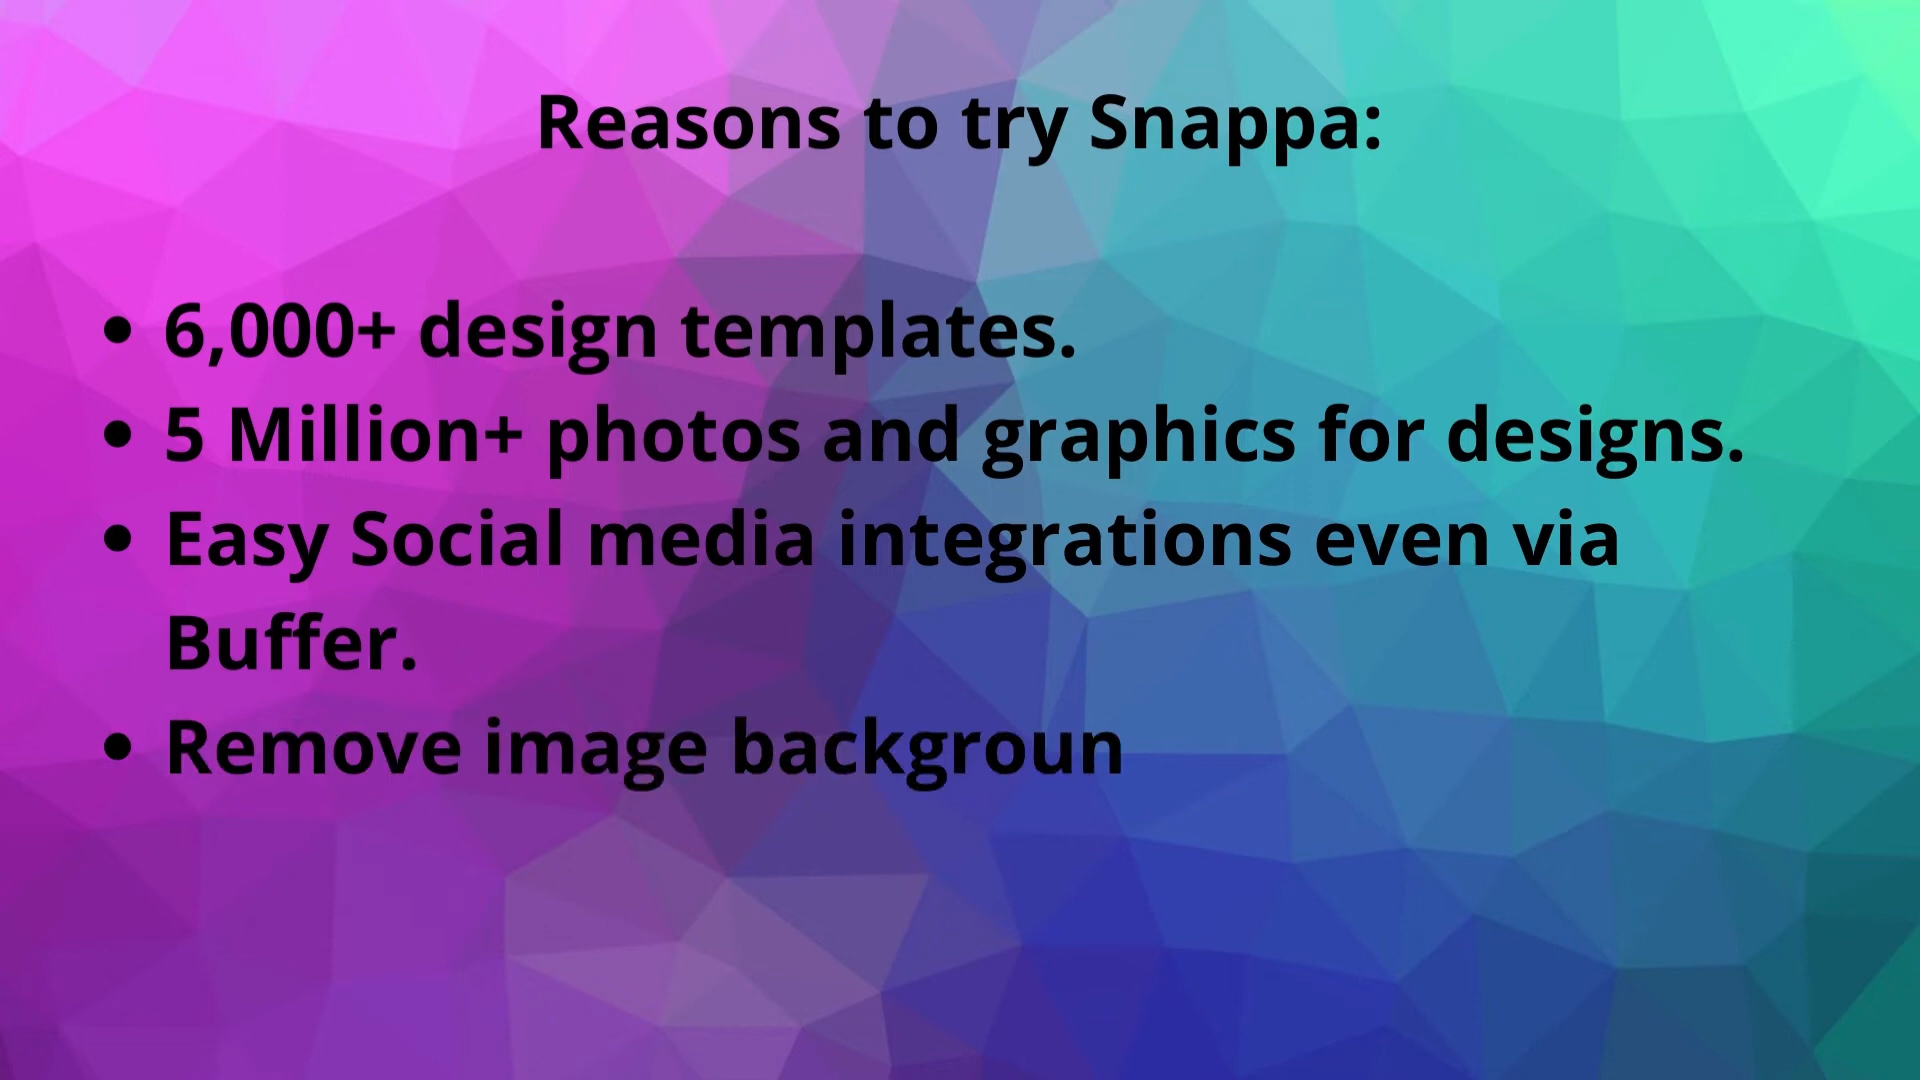 Reasons to try Snappa:
• 6,000+ design templates.
• 5 Million+ photos and graphics for designs.
• Easy Social media integrations even via
Buffer.
• Remove image backgroun